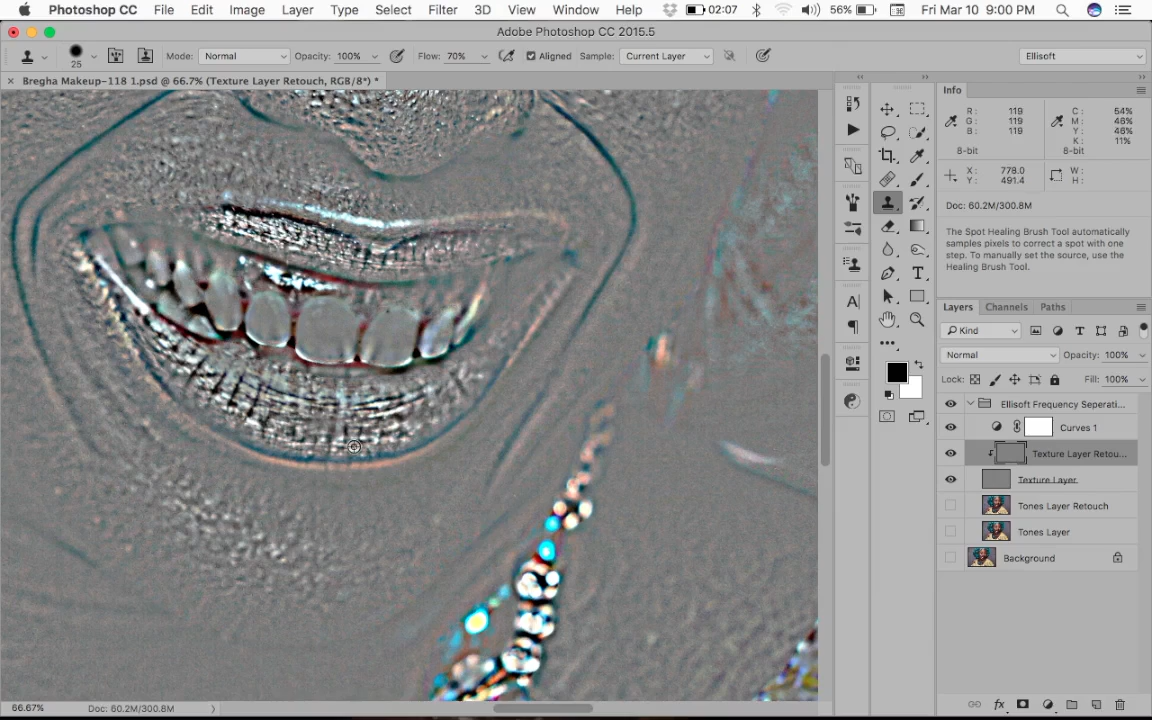 Photoshop CC File Edit Image Layer Type Select Filter 3D View Window Help 02:07 56% Fri Mar 10 9:00 PM
Adobe Photoshop CC 2015.5
25 Mode: Normal Opacity: 100% Flow: 70% Aligned Sample: Current Layer Ellisoft
× Bregha Makeup-118 1.psd @ 66.7% (Texture Layer Retouch, RGB/8*) *
Info
R: 119 C: 54%
G: 119 M: 46%
B: 119 Y: 46%
K: 11%
8-bit 8-bit
X: 778.0 W:
Y: 491.4 H:
Doc: 60.2M/300.8M
The Spot Healing Brush Tool automatically
samples pixels to correct a spot with one
step. To manually set the source, use the
Healing Brush Tool.
Layers Channels Paths
Kind
Normal Opacity: 100%
Lock: Fill: 100%
Ellisoft Frequency Seperati...
Curves 1
Texture Layer Retou...
Texture Layer
Tones Layer Retouch
Tones Layer
Background
66.67% Doc: 60.2M/300.8M